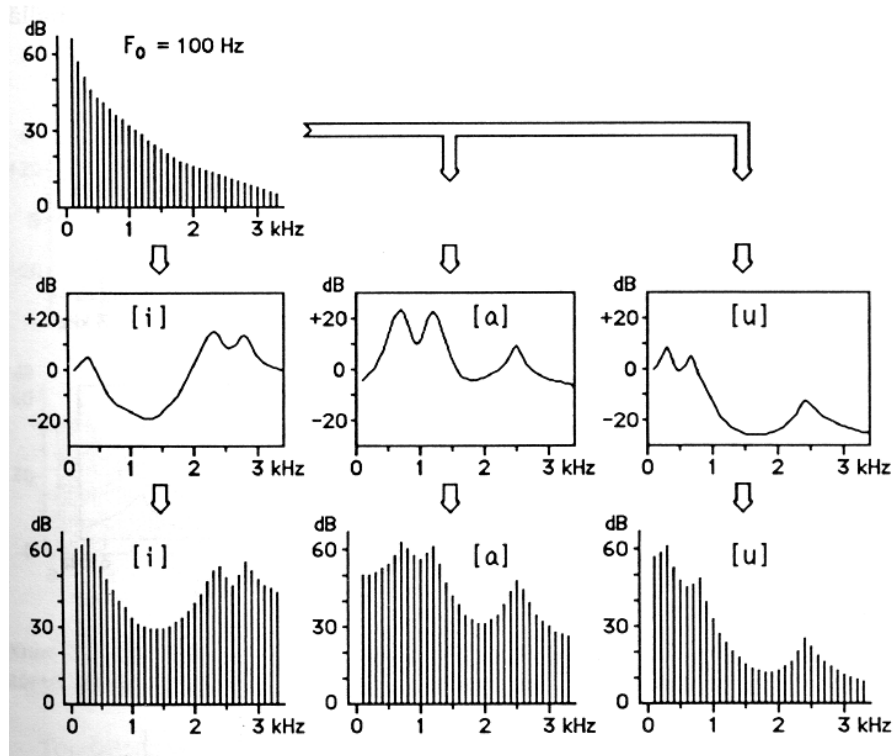 dB
60
30
0
F₀ = 100 Hz
0 1 2 3 kHz
dB
+20
0
-20
[i]
0 1 2 3 kHz
dB
+20
0
-20
[a]
0 1 2 3 kHz
dB
+20
0
-20
[u]
0 1 2 3 kHz
dB
60
30
0
[i]
0 1 2 3 kHz
dB
60
30
0
[a]
0 1 2 3 kHz
dB
60
30
0
[u]
0 1 2 3 kHz